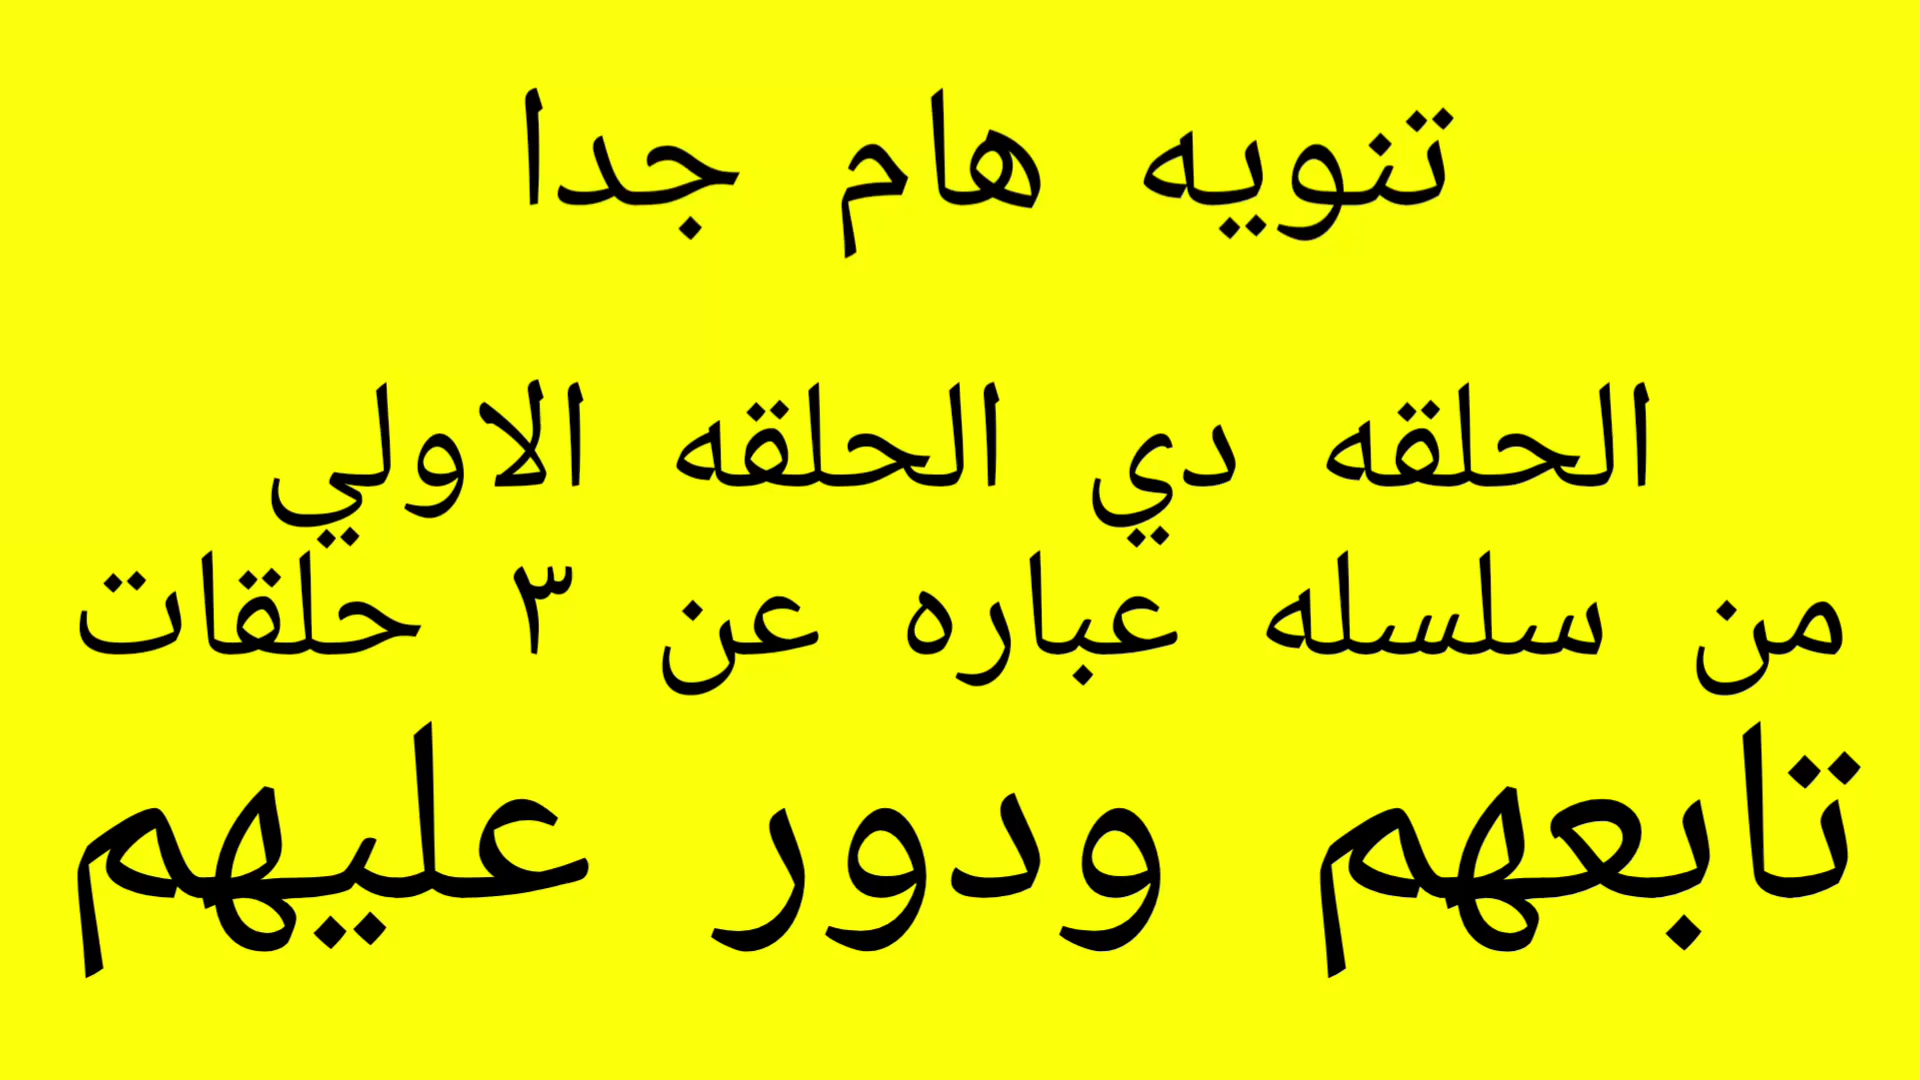 تنويه هام جدا
الحلقه دي الحلقه الاولي
من سلسله عباره عن ٣ حلقات
تابعهم ودور عليهم